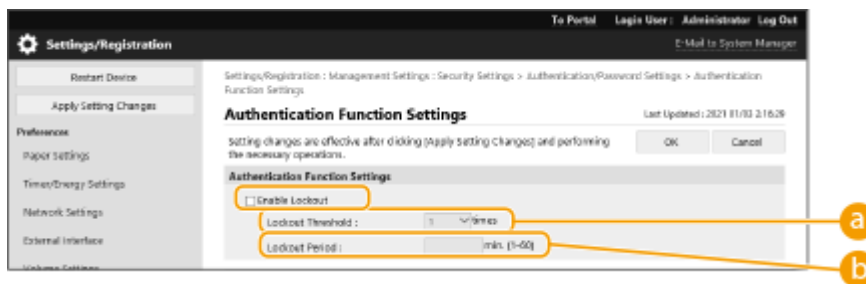 To Portal Login User : Administrator Log Out
Settings/Registration
E-Mail to System Manager
Restart Device
Apply Setting Changes
Preferences
Paper Settings
Timer/Energy Settings
Network Settings
External Interface
Volume Settings
Settings/Registration : Management Settings : Security Settings > Authentication/Password Settings > Authentication
Function Settings
Authentication Function Settings
Last Updated : 2021 01/03 2:16:29
Setting changes are effective after clicking [Apply Setting Changes] and performing
the necessary operations.
OK
Cancel
Authentication Function Settings
Enable Lockout
Lockout Threshold : 1 times
a
Lockout Period : min. (1-60)
b